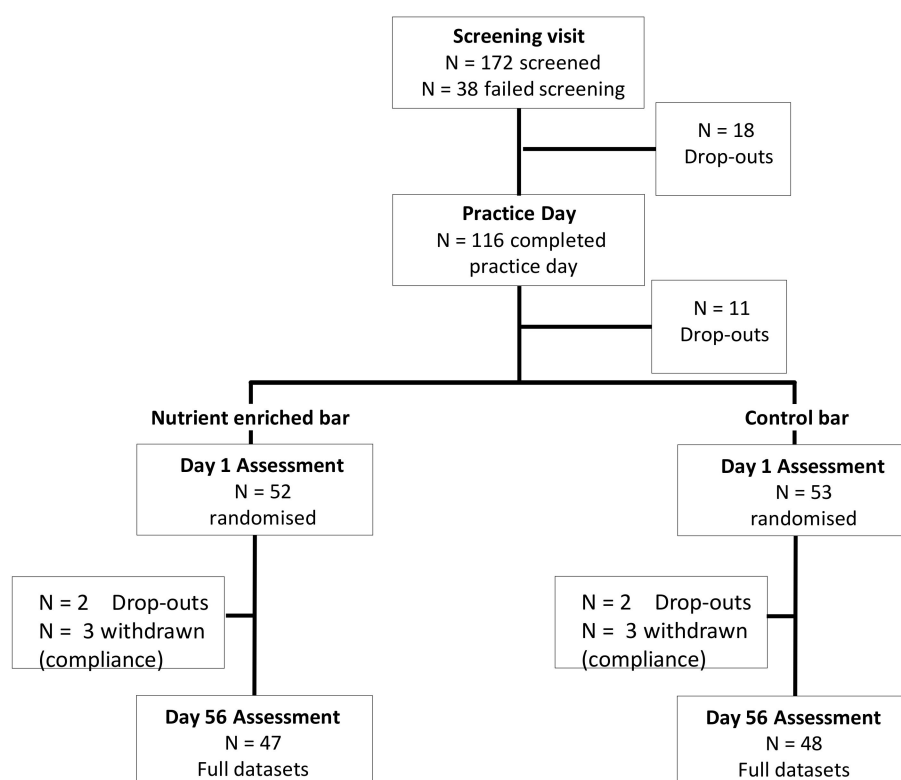 Screening visit
N = 172 screened
N = 38 failed screening
N = 18
Drop-outs
Practice Day
N = 116 completed
practice day
N = 11
Drop-outs
Nutrient enriched bar
Control bar
Day 1 Assessment
N = 52
randomised
Day 1 Assessment
N = 53
randomised
N = 2 Drop-outs
N = 3 withdrawn
(compliance)
N = 2 Drop-outs
N = 3 withdrawn
(compliance)
Day 56 Assessment
N = 47
Full datasets
Day 56 Assessment
N = 48
Full datasets